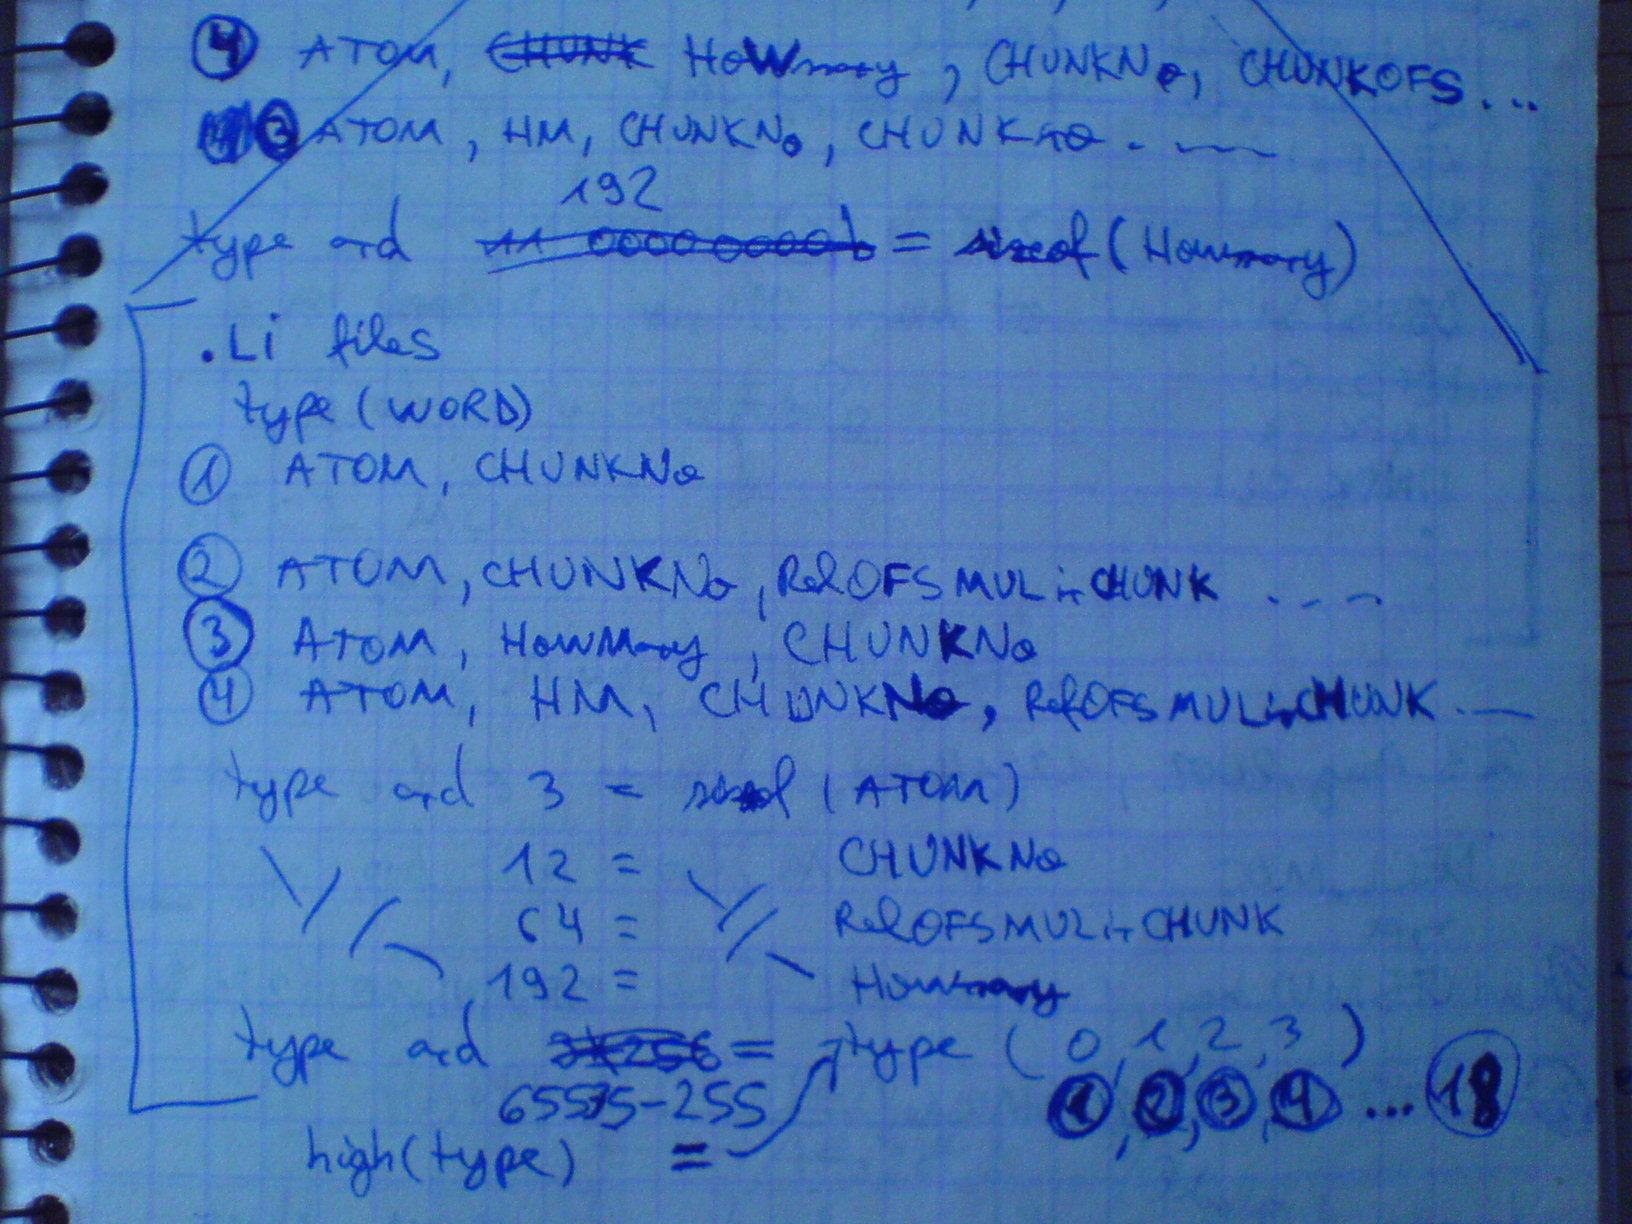 4 ATOM, CHUNK Howmany, CHUNKNo, CHUNKOFS...
3 ATOM, HM, CHUNKNo,
192
type and 11 0000 0000b = sizeof (Howmany)
.Li files
type (WORD)
1 ATOM, CHUNKNo
2 ATOM, CHUNKNo, RelOFSMULinCHUNK ...
3 ATOM, HowMany, CHUNKNo
4 ATOM, HM, CHUNKNo, RelOFSMULinCHUNK ...
type and 3 = sizeof (ATOM)
12 = CHUNKNo
64 = RelOFSMULinCHUNK
192 = Howmany
type and = type (0,1,2,3)
65535-255 1, 2, 3, 4 ... 18
high(type) =